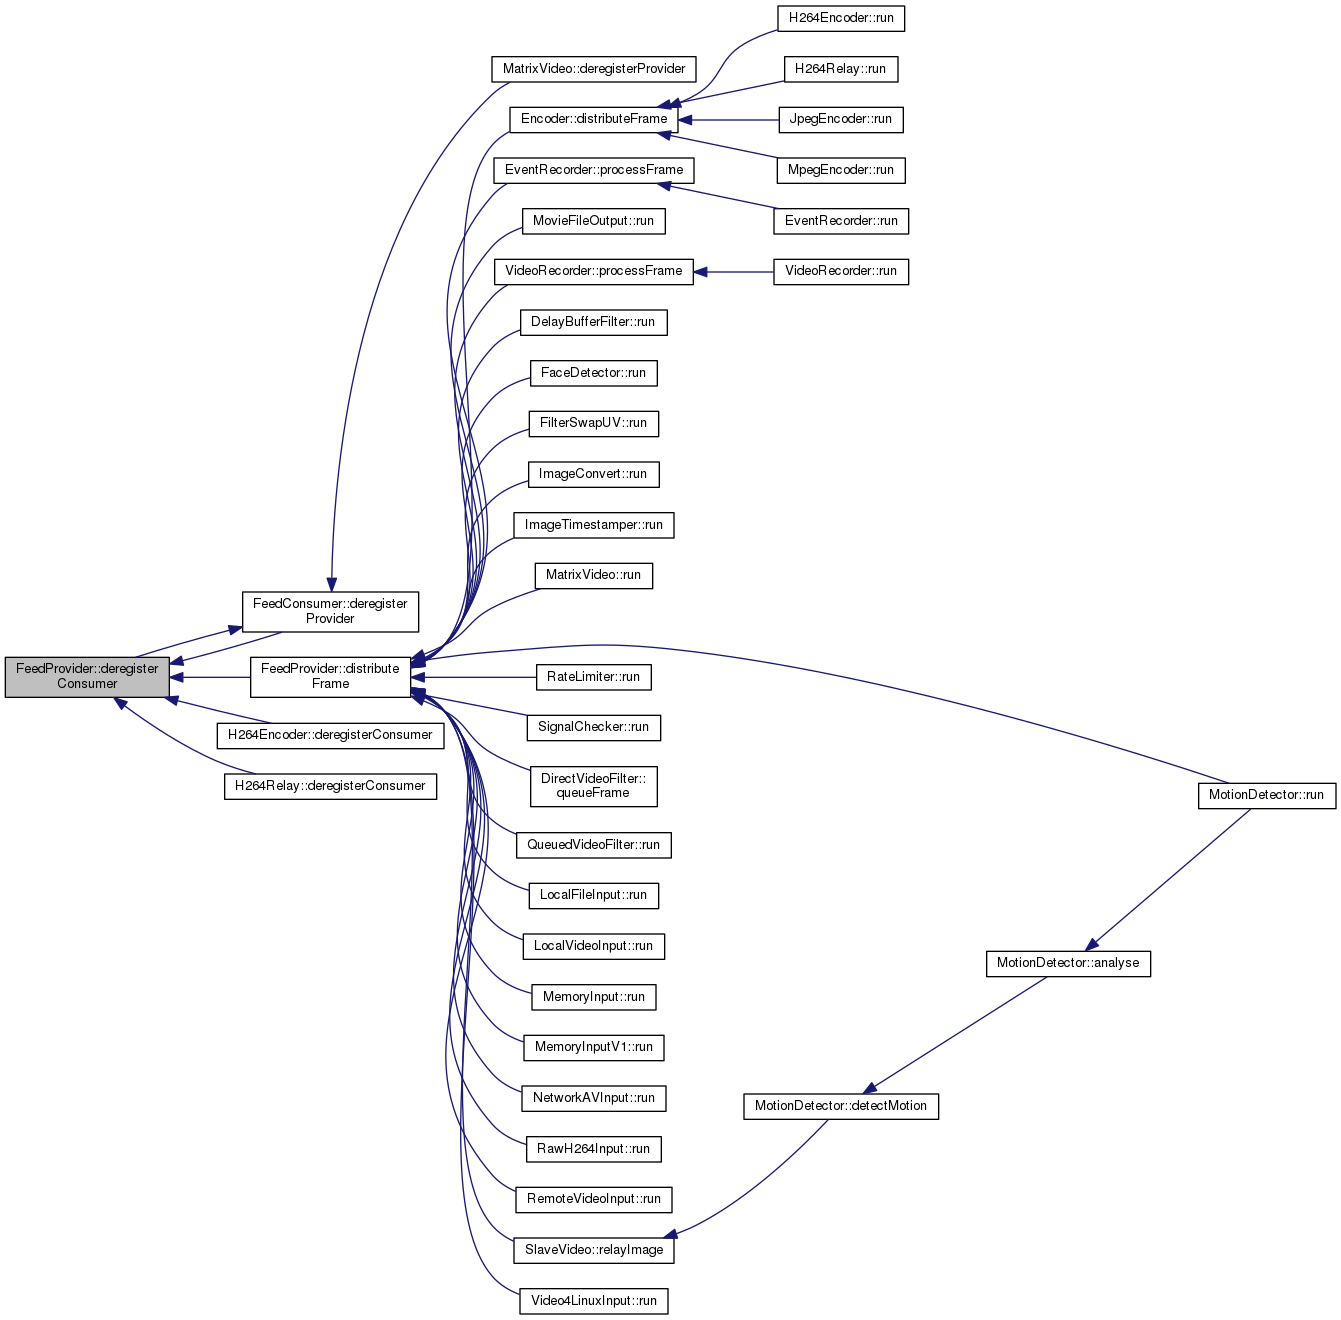 H264Encoder::run
MatrixVideo::deregisterProvider
H264Relay::run
Encoder::distributeFrame
JpegEncoder::run
EventRecorder::processFrame
MpegEncoder::run
MovieFileOutput::run
EventRecorder::run
VideoRecorder::processFrame
VideoRecorder::run
DelayBufferFilter::run
FaceDetector::run
FilterSwapUV::run
ImageConvert::run
ImageTimestamper::run
MatrixVideo::run
FeedConsumer::deregister
Provider
FeedProvider::deregister
Consumer
FeedProvider::distribute
Frame
RateLimiter::run
H264Encoder::deregisterConsumer
SignalChecker::run
H264Relay::deregisterConsumer
DirectVideoFilter::
queueFrame
MotionDetector::run
QueuedVideoFilter::run
LocalFileInput::run
LocalVideoInput::run
MotionDetector::analyse
MemoryInput::run
MemoryInputV1::run
NetworkAVInput::run
MotionDetector::detectMotion
RawH264Input::run
RemoteVideoInput::run
SlaveVideo::relayImage
Video4LinuxInput::run